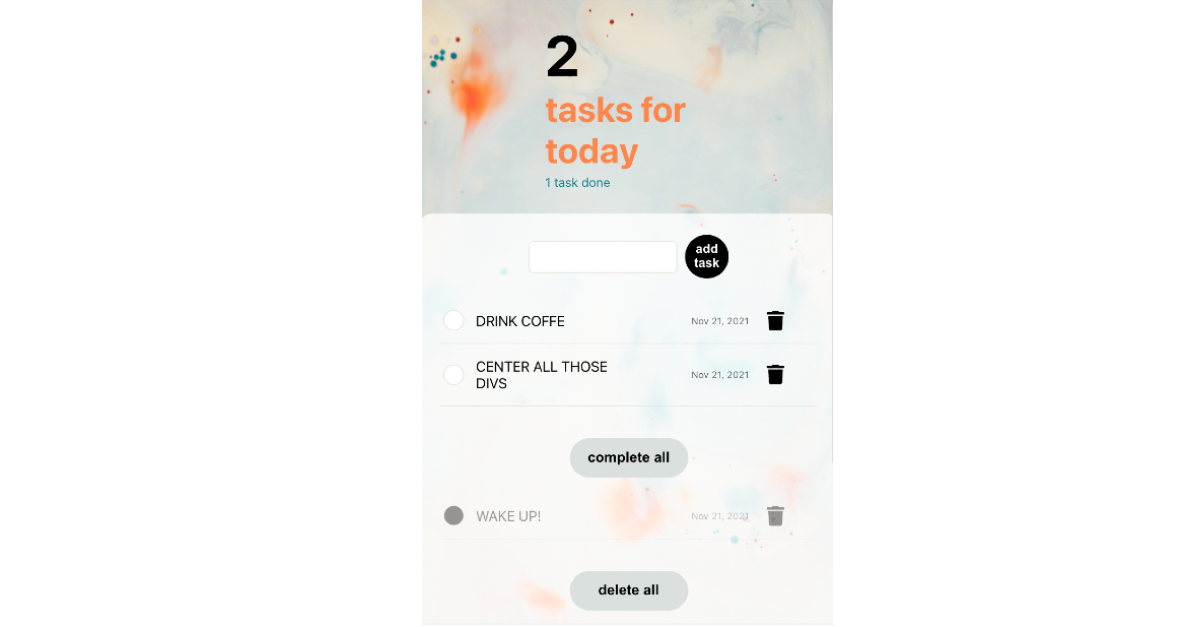 2
tasks for
today
1 task done
add
task
DRINK COFFE
Nov 21, 2021
CENTER ALL THOSE
DIVS
Nov 21, 2021
complete all
WAKE UP!
Nov 21, 2021
delete all